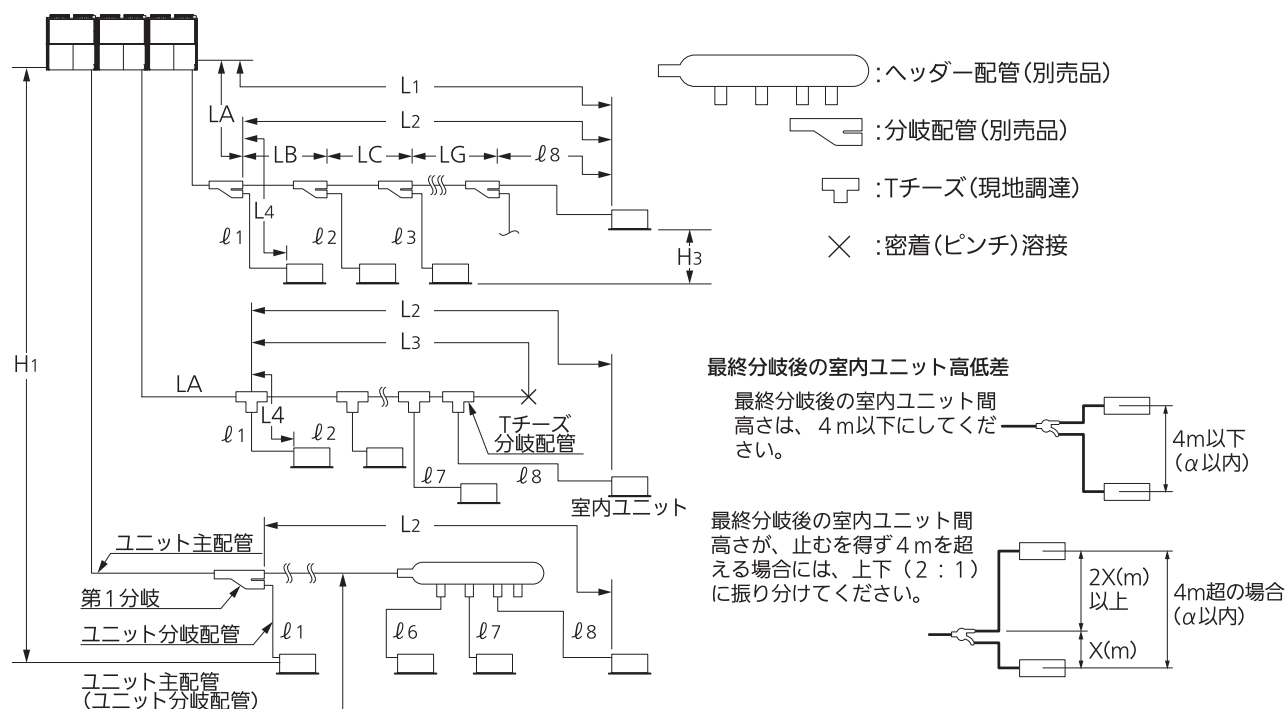 L1
LA
L2
LB
LC
LG
ℓ8
L4
ℓ1
ℓ2
ℓ3
H3
H1
:ヘッダー配管(別売品)
:分岐配管(別売品)
:Tチーズ(現地調達)
:密着(ピンチ)溶接
L2
L3
LA
L4
ℓ1
ℓ2
Tチーズ
分岐配管
ℓ7
ℓ8
室内ユニット
L2
ユニット主配管
第1分岐
ユニット分岐配管
ℓ1
ℓ6
ℓ7
ℓ8
ユニット主配管
(ユニット分岐配管)
最終分岐後の室内ユニット高低差
最終分岐後の室内ユニット間
高さは、4m以下にしてくだ
さい。
4m以下
(α以内)
最終分岐後の室内ユニット間
高さが、止むを得ず4mを超
える場合には、上下(2:1)
に振り分けてください。
2X(m)
以上
X(m)
4m超の場合
(α以内)